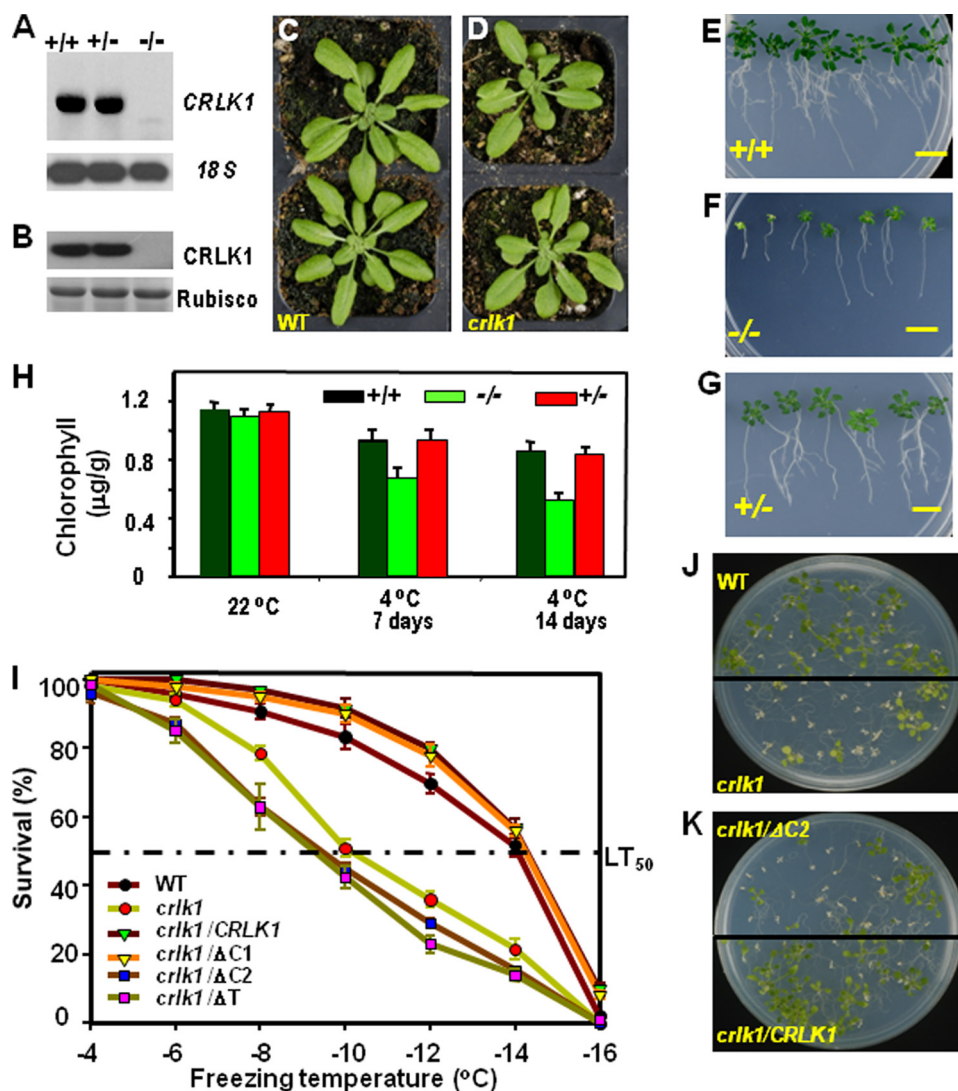 A
+/+ +/- -/-
CRLK1
18 S
B
CRLK1
Rubisco
C
WT
D
crlk1
E
+/+
F
-/-
G
+/-
H
Chlorophyll
(µg/g)
1.2
0.8
0.4
0
+/+ -/- +/-
22 °C
4 °C
7 days
4 °C
14 days
I
Survival (%)
100
80
60
40
20
0
LT50
WT
crlk1
crlk1/CRLK1
crlk1/ΔC1
crlk1/ΔC2
crlk1/ΔT
-4 -6 -8 -10 -12 -14 -16
Freezing temperature (°C)
J
WT
crlk1
K
crlk1/ΔC2
crlk1/CRLK1